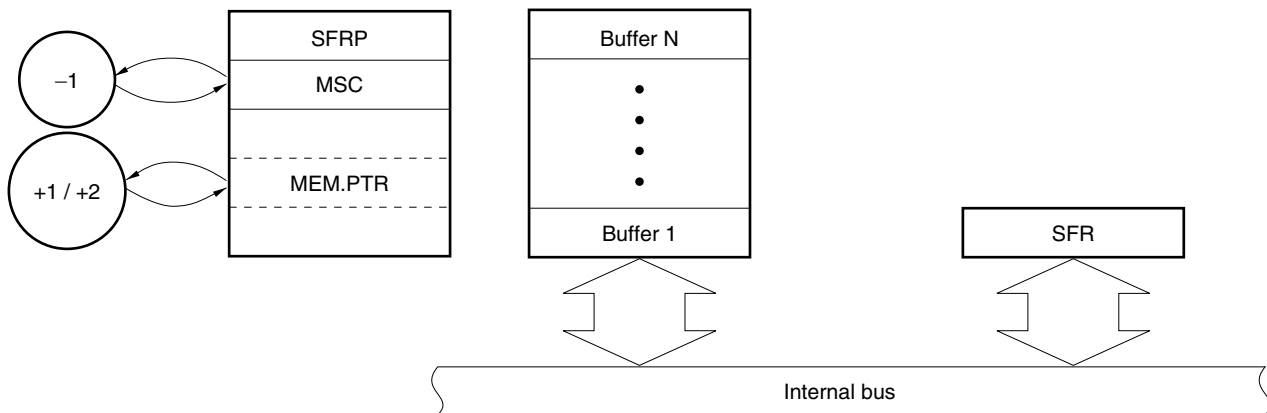 SFRP
Buffer N
−1
MSC
+1 / +2
MEM.PTR
Buffer 1
SFR
Internal bus